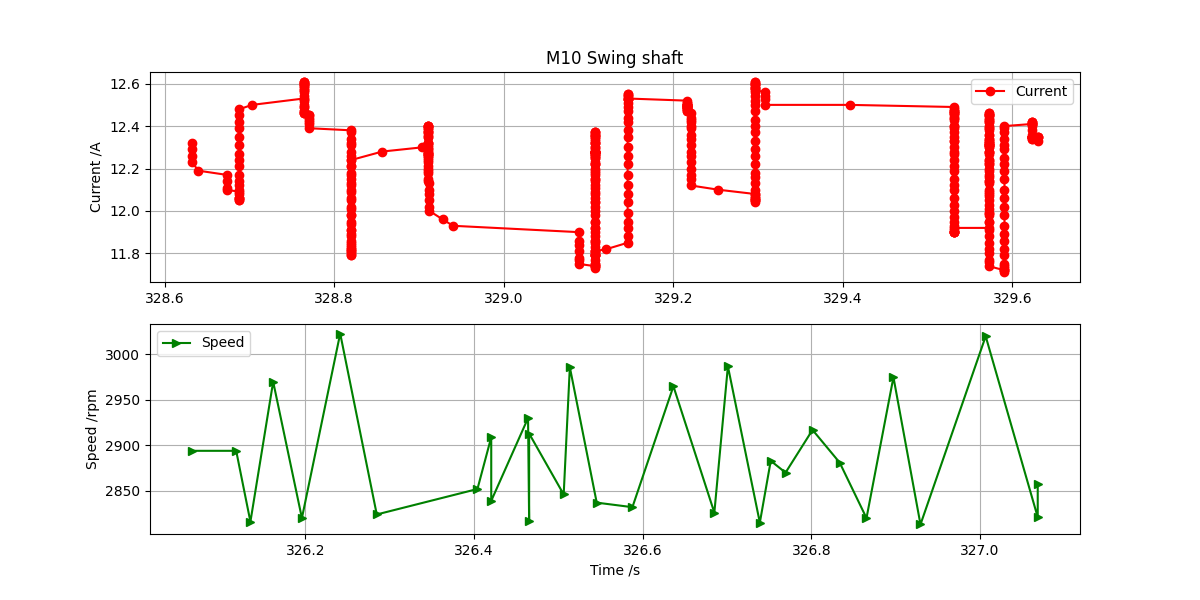 M10 Swing shaft
12.6
12.4
12.2
12.0
11.8
Current /A
Current
328.6 328.8 329.0 329.2 329.4 329.6
3000
2950
2900
2850
Speed /rpm
Speed
326.2 326.4 326.6 326.8 327.0
Time /s